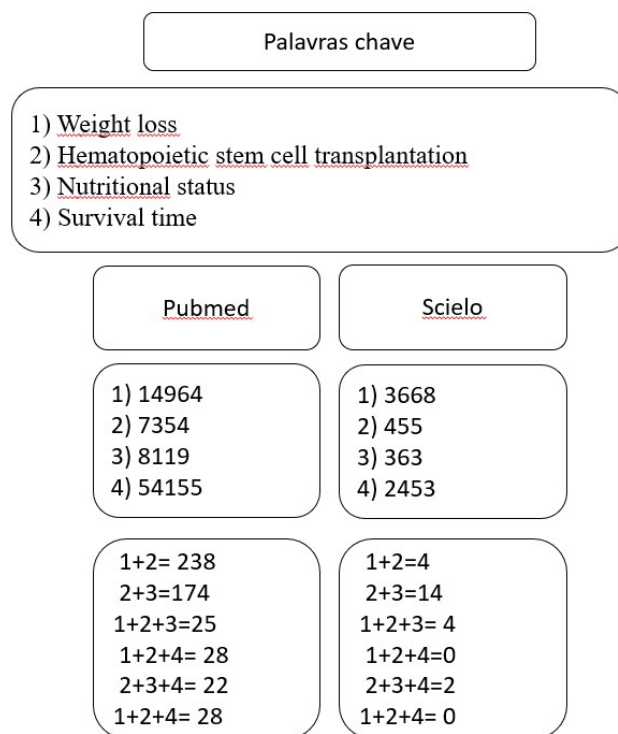 Palavras chave
1) Weight loss
2) Hematopoietic stem cell transplantation
3) Nutritional status
4) Survival time
Pubmed
Scielo
1) 14964
2) 7354
3) 8119
4) 54155
1) 3668
2) 455
3) 363
4) 2453
1+2= 238
2+3=174
1+2+3=25
1+2+4= 28
2+3+4= 22
1+2+4= 28
1+2=4
2+3=14
1+2+3= 4
1+2+4=0
2+3+4=2
1+2+4= 0